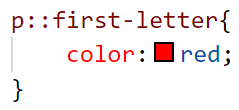 p::first-letter{
    color: red;
}